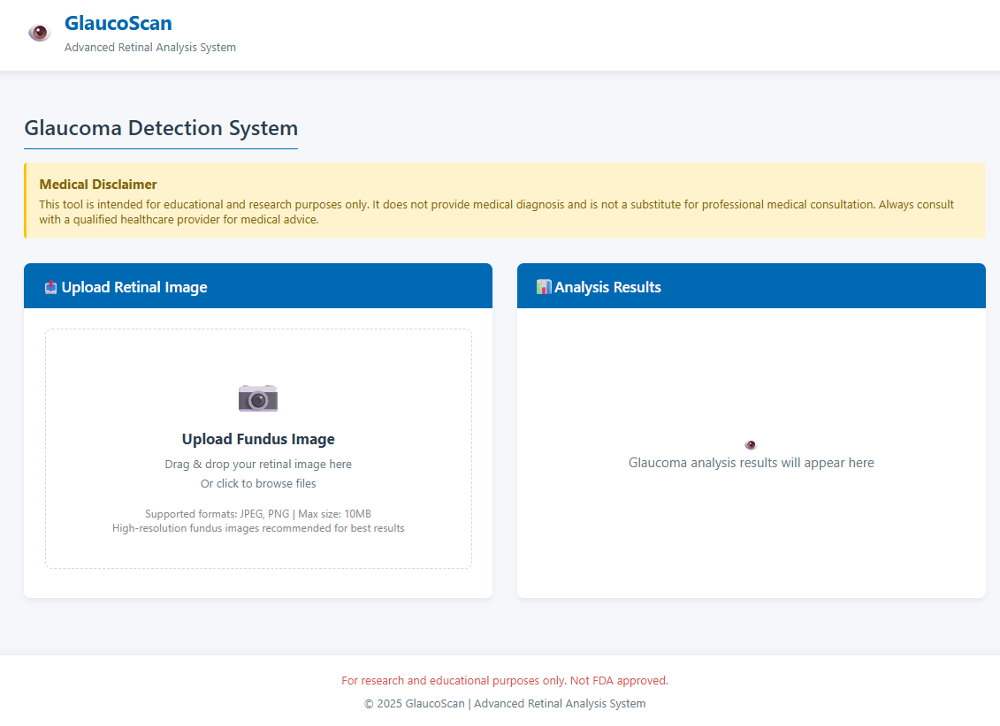 GlaucoScan
Advanced Retinal Analysis System
Glaucoma Detection System
Medical Disclaimer
This tool is intended for educational and research purposes only. It does not provide medical diagnosis and is not a substitute for professional medical consultation. Always consult
with a qualified healthcare provider for medical advice.
Upload Retinal Image
Upload Fundus Image
Drag & drop your retinal image here
Or click to browse files
Supported formats: JPEG, PNG | Max size: 10MB
High-resolution fundus images recommended for best results
Analysis Results
Glaucoma analysis results will appear here
For research and educational purposes only. Not FDA approved.
© 2025 GlaucoScan | Advanced Retinal Analysis System